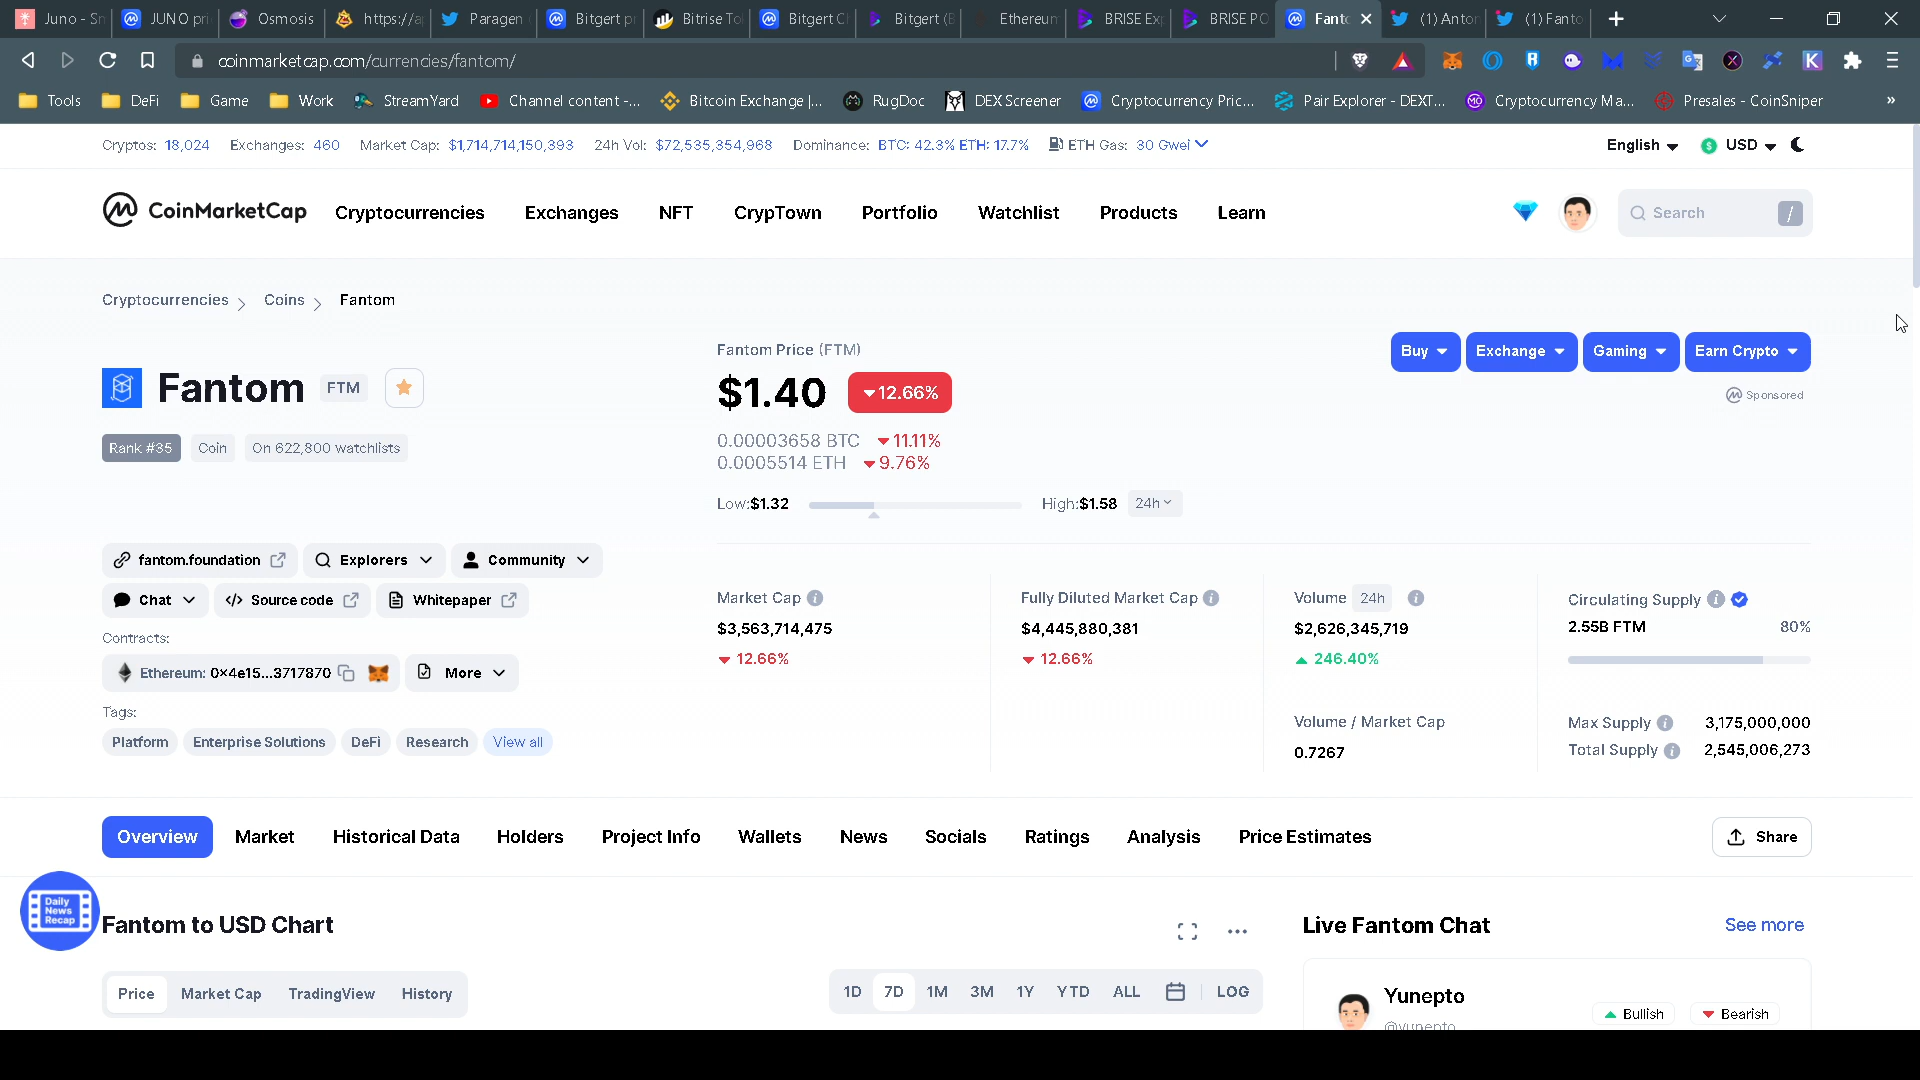 Juno - Sn JUNO pri Osmosis https://a Paragen Bitgert pr Bitrise To Bitgert C Bitgert (B Ethereum BRISE Ex BRISE PO Fant (1) Anton (1) Fanto
coinmarketcap.com/currencies/fantom/
Tools DeFi Game Work StreamYard Channel content -... Bitcoin Exchange |... RugDoc DEX Screener Cryptocurrency Pric... Pair Explorer - DEXT... Cryptocurrency Ma... Presales - CoinSniper »
Cryptos: 18,024 Exchanges: 460 Market Cap: $1,714,714,150,393 24h Vol: $72,535,354,968 Dominance: BTC: 42.3% ETH: 17.7% ETH Gas: 30 Gwei English USD
CoinMarketCap Cryptocurrencies Exchanges NFT CrypTown Portfolio Watchlist Products Learn Search /
Cryptocurrencies Coins Fantom
Fantom FTM
Rank #35 Coin On 622,800 watchlists
fantom.foundation Explorers Community
Chat Source code Whitepaper
Contracts:
Ethereum: 0x4e15...3717870 More
Tags:
Platform Enterprise Solutions DeFi Research View all
Fantom Price (FTM)
$1.40 12.66%
0.00003658 BTC 11.11%
0.0005514 ETH 9.76%
Low:$1.32 High:$1.58 24h
Buy Exchange Gaming Earn Crypto
Sponsored
Market Cap
$3,563,714,475
12.66%
Fully Diluted Market Cap
$4,445,880,381
12.66%
Volume 24h
$2,626,345,719
246.40%
Volume / Market Cap
0.7267
Circulating Supply
2.55B FTM 80%
Max Supply 3,175,000,000
Total Supply 2,545,006,273
Overview Market Historical Data Holders Project Info Wallets News Socials Ratings Analysis Price Estimates Share
Daily
News
Recap
Fantom to USD Chart
Price Market Cap TradingView History
1D 7D 1M 3M 1Y YTD ALL LOG
Live Fantom Chat See more
Yunepto
@yunepto
Bullish Bearish